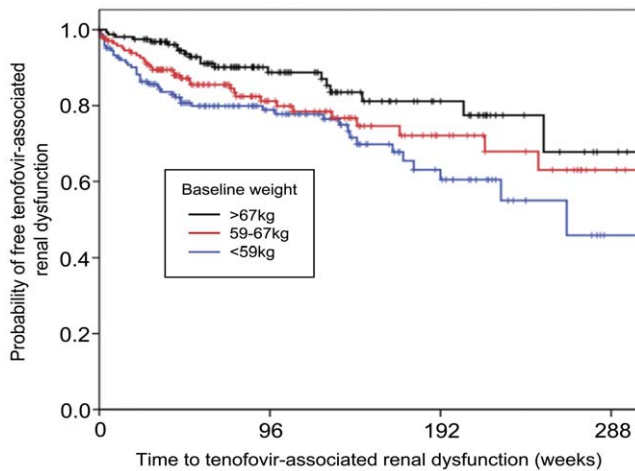 Probability of free tenofovir-associated
renal dysfunction
1.0
0.8
0.6
0.4
0.2
0.0
Baseline weight
>67kg
59-67kg
<59kg
0
96
192
288
Time to tenofovir-associated renal dysfunction (weeks)